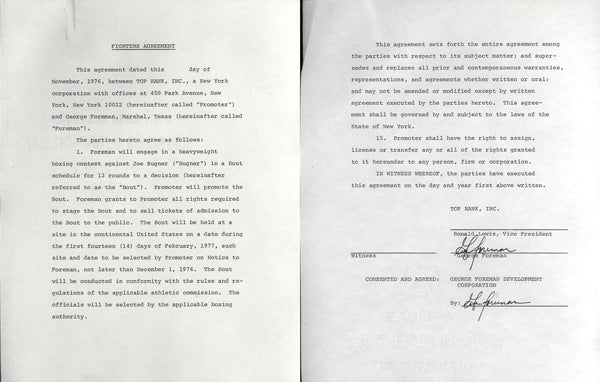 FIGHTERS AGREEMENT
This agreement dated this day of
November, 1976, between TOP RANK, INC., a New York
corporation with offices at 450 Park Avenue, New
York, New York 10022 (hereinafter called "Promoter")
and George Foreman, Marshal, Texas (hereinafter called
"Foreman").
The parties hereto agree as follows:
1. Foreman will engage in a heavyweight
boxing contest against Joe Bugner ("Bugner") in a Bout
schedule for 12 rounds to a decision (hereinafter
referred to as the "Bout"). Promoter will promote the
Bout. Foreman grants to Promoter all rights required
to stage the Bout and to sell tickets of admission to
the Bout to the public. The Bout will be held at a
site in the continental United States on a date during
the first fourteen (14) days of February, 1977, such
site and date to be selected by Promoter on Notice to
Foreman, not later than December 1, 1976. The Bout
will be conducted in conformity with the rules and re-
gulations of the applicable athletic commission. The
officials will be selected by the applicable boxing
authority.
This agreement sets forth the entire agreement among
the parties with respect to its subject matter; and super-
sedes and replaces all prior and contemporaneous warranties,
representations, and agreements whether written or oral;
and may not be amended or modified except by written
agreement executed by the parties hereto. This agree-
ment shall be governed by and subject to the laws of the
State of New York.
15. Promoter shall have the right to assign,
license or transfer any or all of the rights granted
to it hereunder to any person, firm or corporation.
IN WITNESS WHEREOF, the parties have executed
this agreement on the day and year first above written.
TOP RANK, INC.
Ronald Lewis, Vice President
Foreman
Witness George Foreman
CONSENTED AND AGREED: GEORGE FOREMAN DEVELOPMENT
CORPORATION
By: Foreman